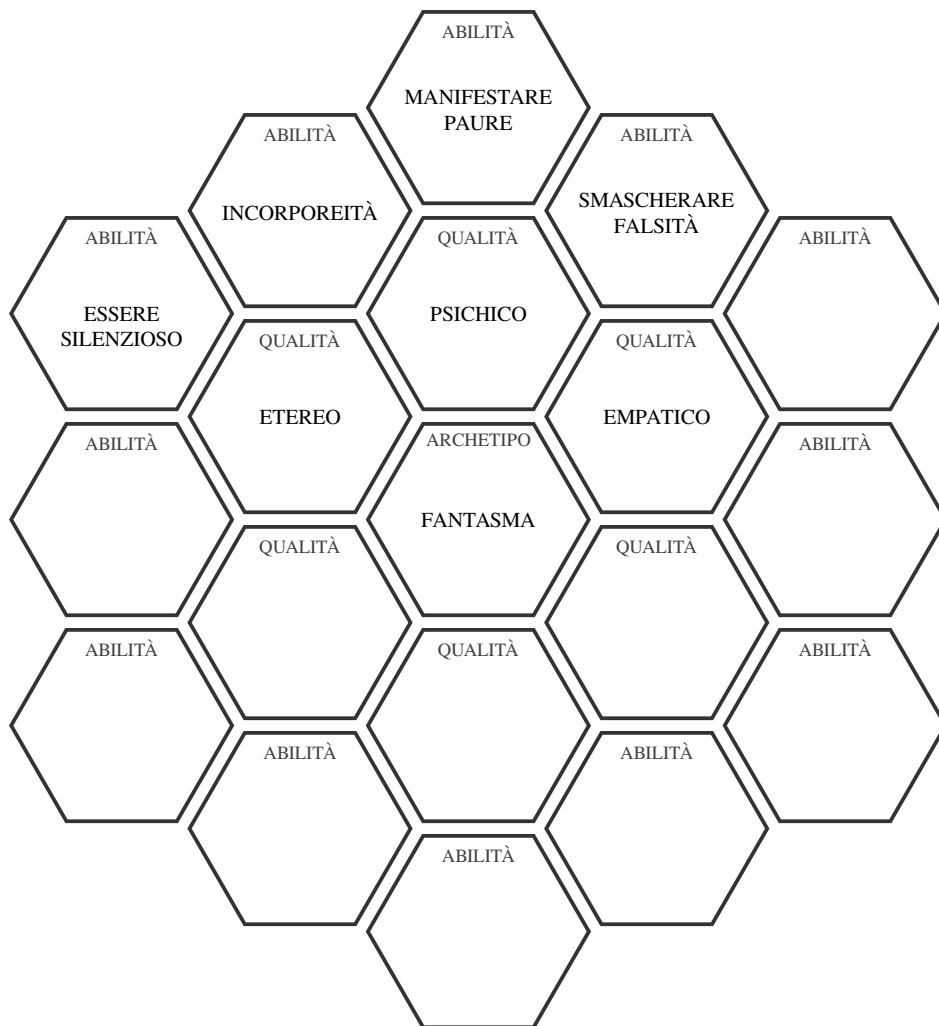 ABILITÀ
MANIFESTARE
PAURE
ABILITÀ
INCORPOREITÀ
ABILITÀ
SMASCHERARE
FALSITÀ
ABILITÀ
ESSERE
SILENZIOSO
QUALITÀ
PSICHICO
ABILITÀ
QUALITÀ
ETEREO
QUALITÀ
EMPATICO
ABILITÀ
ARCHETIPO
FANTASMA
ABILITÀ
QUALITÀ
QUALITÀ
ABILITÀ
QUALITÀ
ABILITÀ
ABILITÀ
ABILITÀ
ABILITÀ